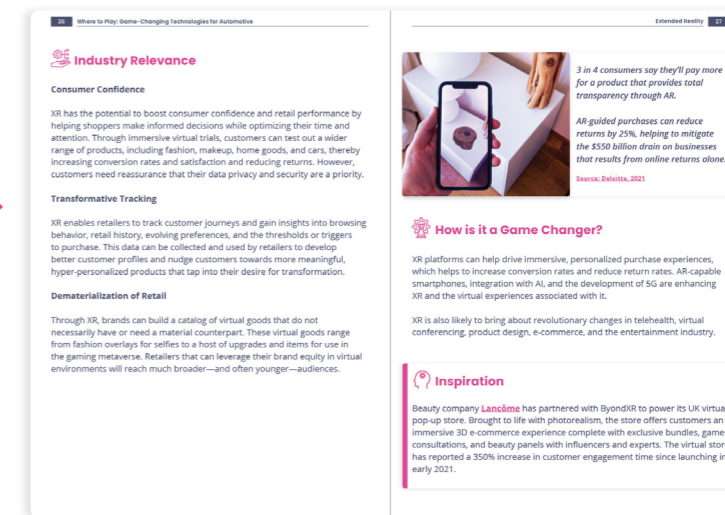 26 Where to Play: Game-Changing Technologies for Automotive
Industry Relevance
Consumer Confidence
XR has the potential to boost consumer confidence and retail performance by
helping shoppers make informed decisions while optimizing their time and
attention. Through immersive virtual trials, customers can test out a wider
range of products, including fashion, makeup, home goods, and cars, thereby
increasing conversion rates and satisfaction and reducing returns. However,
customers need reassurance that their data privacy and security are a priority.
Transformative Tracking
XR enables retailers to track customer journeys and gain insights into browsing
behavior, retail history, evolving preferences, and the thresholds or triggers
to purchase. This data can be collected and used by retailers to develop
better customer profiles and nudge customers towards more meaningful,
hyper-personalized products that tap into their desire for transformation.
Dematerialization of Retail
Through XR, brands can build a catalog of virtual goods that do not
necessarily have or need a material counterpart. These virtual goods range
from fashion overlays for selfies to a host of upgrades and items for use in
the gaming metaverse. Retailers that can leverage their brand equity in virtual
environments will reach much broader—and often younger—audiences.
Extended Reality 27
3 in 4 consumers say they'll pay more
for a product that provides total
transparency through AR.
AR-guided purchases can reduce
returns by 25%, helping to mitigate
the $550 billion drain on businesses
that results from online returns alone.
Source: Deloitte, 2021
How is it a Game Changer?
XR platforms can help drive immersive, personalized purchase experiences,
which helps to increase conversion rates and reduce return rates. AR-capable
smartphones, integration with AI, and the development of 5G are enhancing
XR and the virtual experiences associated with it.
XR is also likely to bring about revolutionary changes in telehealth, virtual
conferencing, product design, e-commerce, and the entertainment industry.
Inspiration
Beauty company Lancôme has partnered with ByondXR to power its UK virtua
pop-up store. Brought to life with photorealism, the store offers customers an
immersive 3D e-commerce experience complete with exclusive bundles, game
consultations, and beauty panels with influencers and experts. The virtual stor
has reported a 350% increase in customer engagement time since launching in
early 2021.